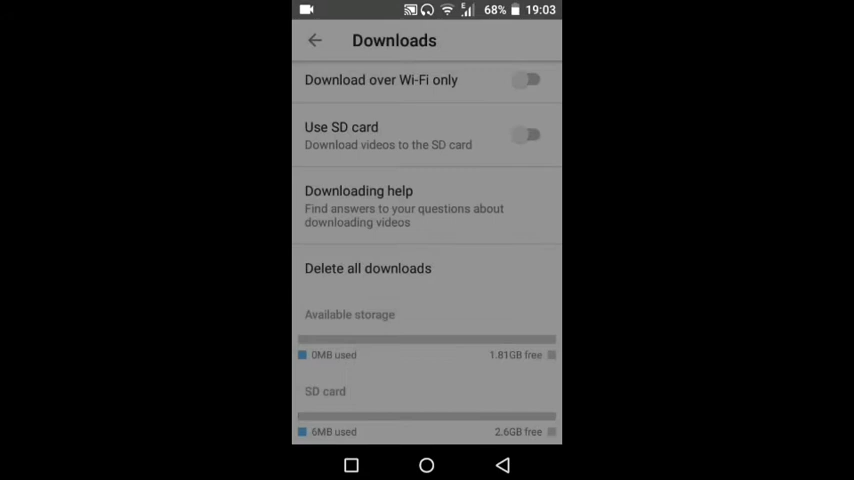 E 68% 19:03
Downloads
Download over Wi-Fi only
Use SD card
Download videos to the SD card
Downloading help
Find answers to your questions about
downloading videos
Delete all downloads
Available storage
0MB used 1.81GB free
SD card
6MB used 2.6GB free